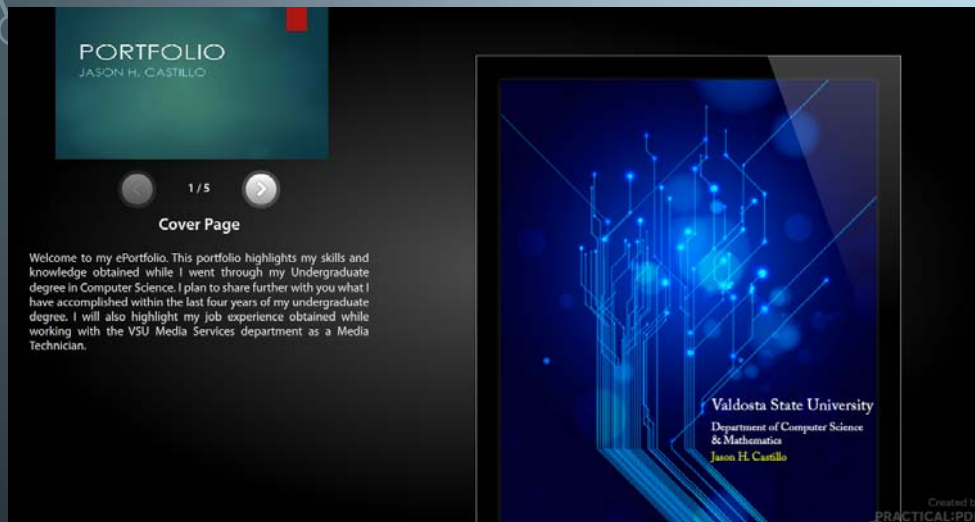 PORTFOLIO
JASON H. CASTILLO
1 / 5
Cover Page
Welcome to my ePortfolio. This portfolio highlights my skills and
knowledge obtained while I went through my Undergraduate
degree in Computer Science. I plan to share further with you what I
have accomplished within the last four years of my undergraduate
degree. I will also highlight my job experience obtained while
working with the VSU Media Services department as a Media
Technician.
Valdosta State University
Department of Computer Science
& Mathematics
Jason H. Castillo
Created b
PRACTICAL:PD